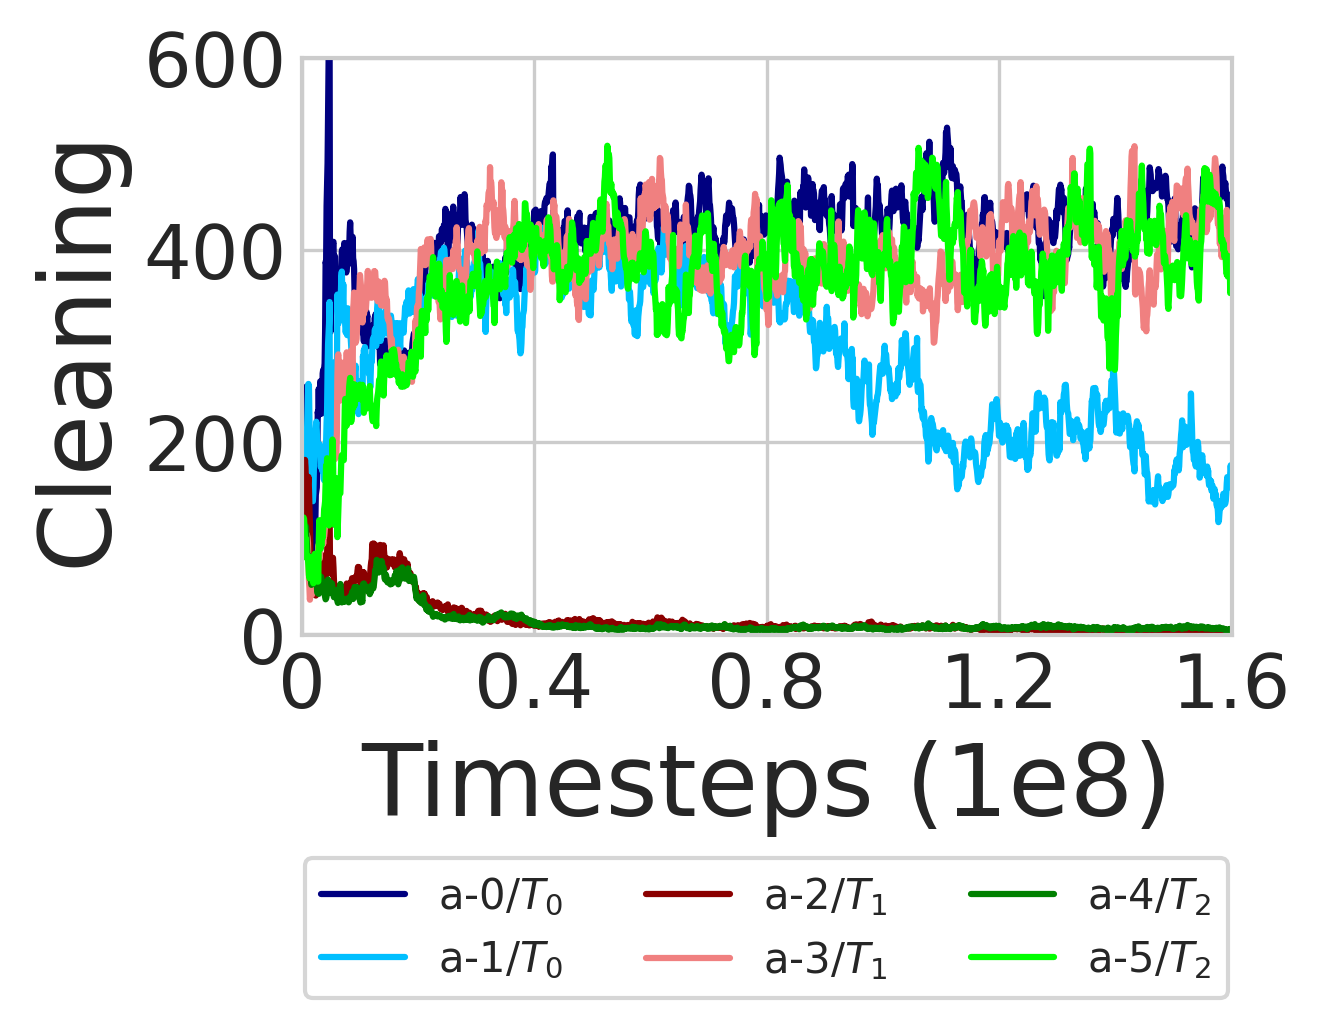 600
400
200
0
Cleaning
0 0.4 0.8 1.2 1.6
Timesteps (1e8)
a-0/T₀ a-2/T₁ a-4/T₂
a-1/T₀ a-3/T₁ a-5/T₂